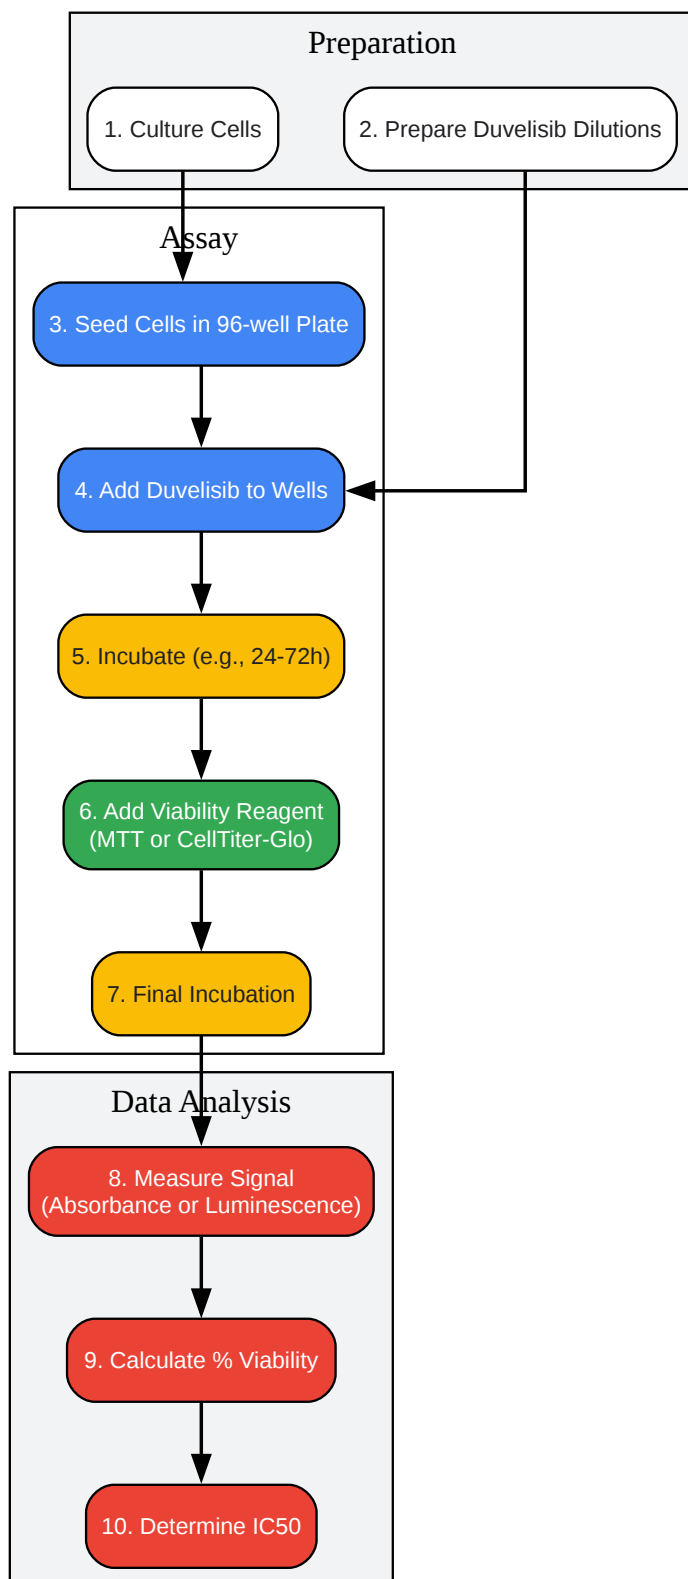 Preparation
1. Culture Cells
2. Prepare Duvelisib Dilutions
Assay
3. Seed Cells in 96-well Plate
4. Add Duvelisib to Wells
5. Incubate (e.g., 24-72h)
6. Add Viability Reagent
(MTT or CellTiter-Glo)
7. Final Incubation
Data Analysis
8. Measure Signal
(Absorbance or Luminescence)
9. Calculate % Viability
10. Determine IC50